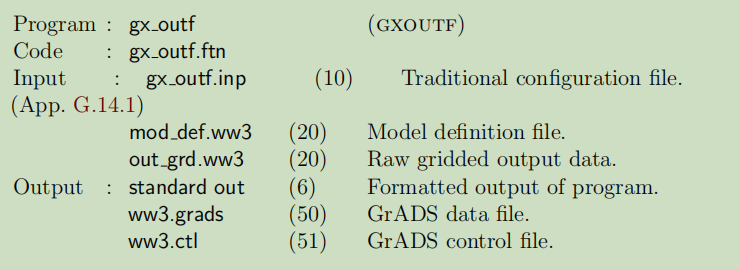 Program : gx_outf (GXOUTF)
Code : gx_outf.ftn
Input : gx_outf.inp (10) Traditional configuration file.
(App. G.14.1)
mod_def.ww3 (20) Model definition file.
out_grd.ww3 (20) Raw gridded output data.
Output : standard out (6) Formatted output of program.
ww3.grads (50) GrADS data file.
ww3.ctl (51) GrADS control file.